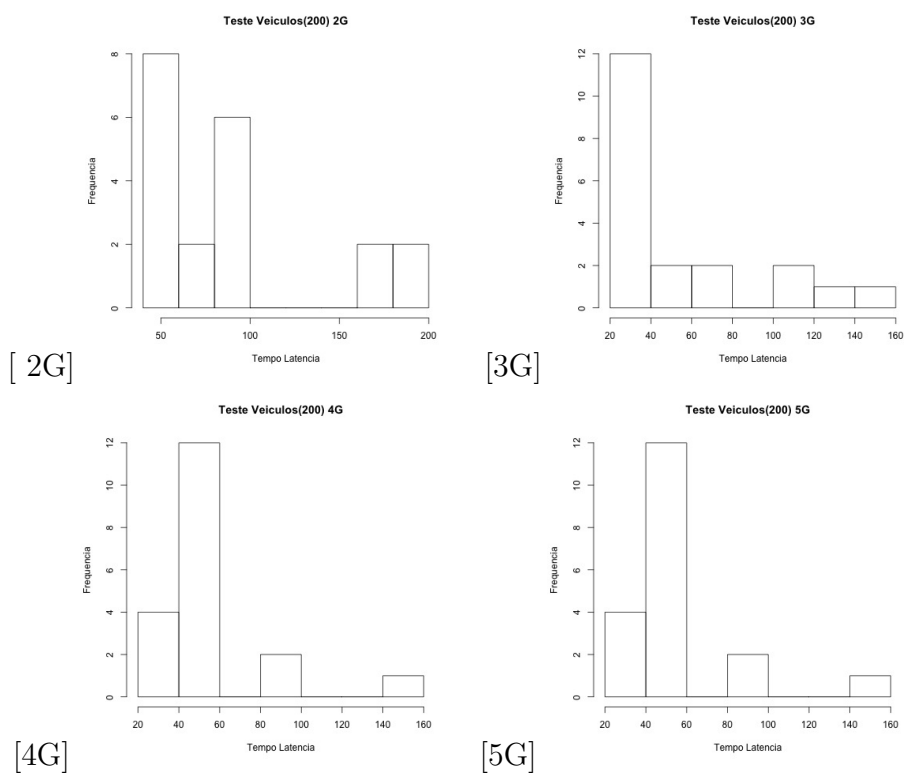 Teste Veiculos(200) 2G
Frequencia
0 2 4 6 8
50 100 150 200
Tempo Latencia
[ 2G]
Teste Veiculos(200) 3G
Frequencia
0 2 4 6 8 10 12
20 40 60 80 100 120 140 160
Tempo Latencia
[3G]
Teste Veiculos(200) 4G
Frequencia
0 2 4 6 8 10 12
20 40 60 80 100 120 140 160
Tempo Latencia
[4G]
Teste Veiculos(200) 5G
Frequencia
0 2 4 6 8 10 12
20 40 60 80 100 120 140 160
Tempo Latencia
[5G]